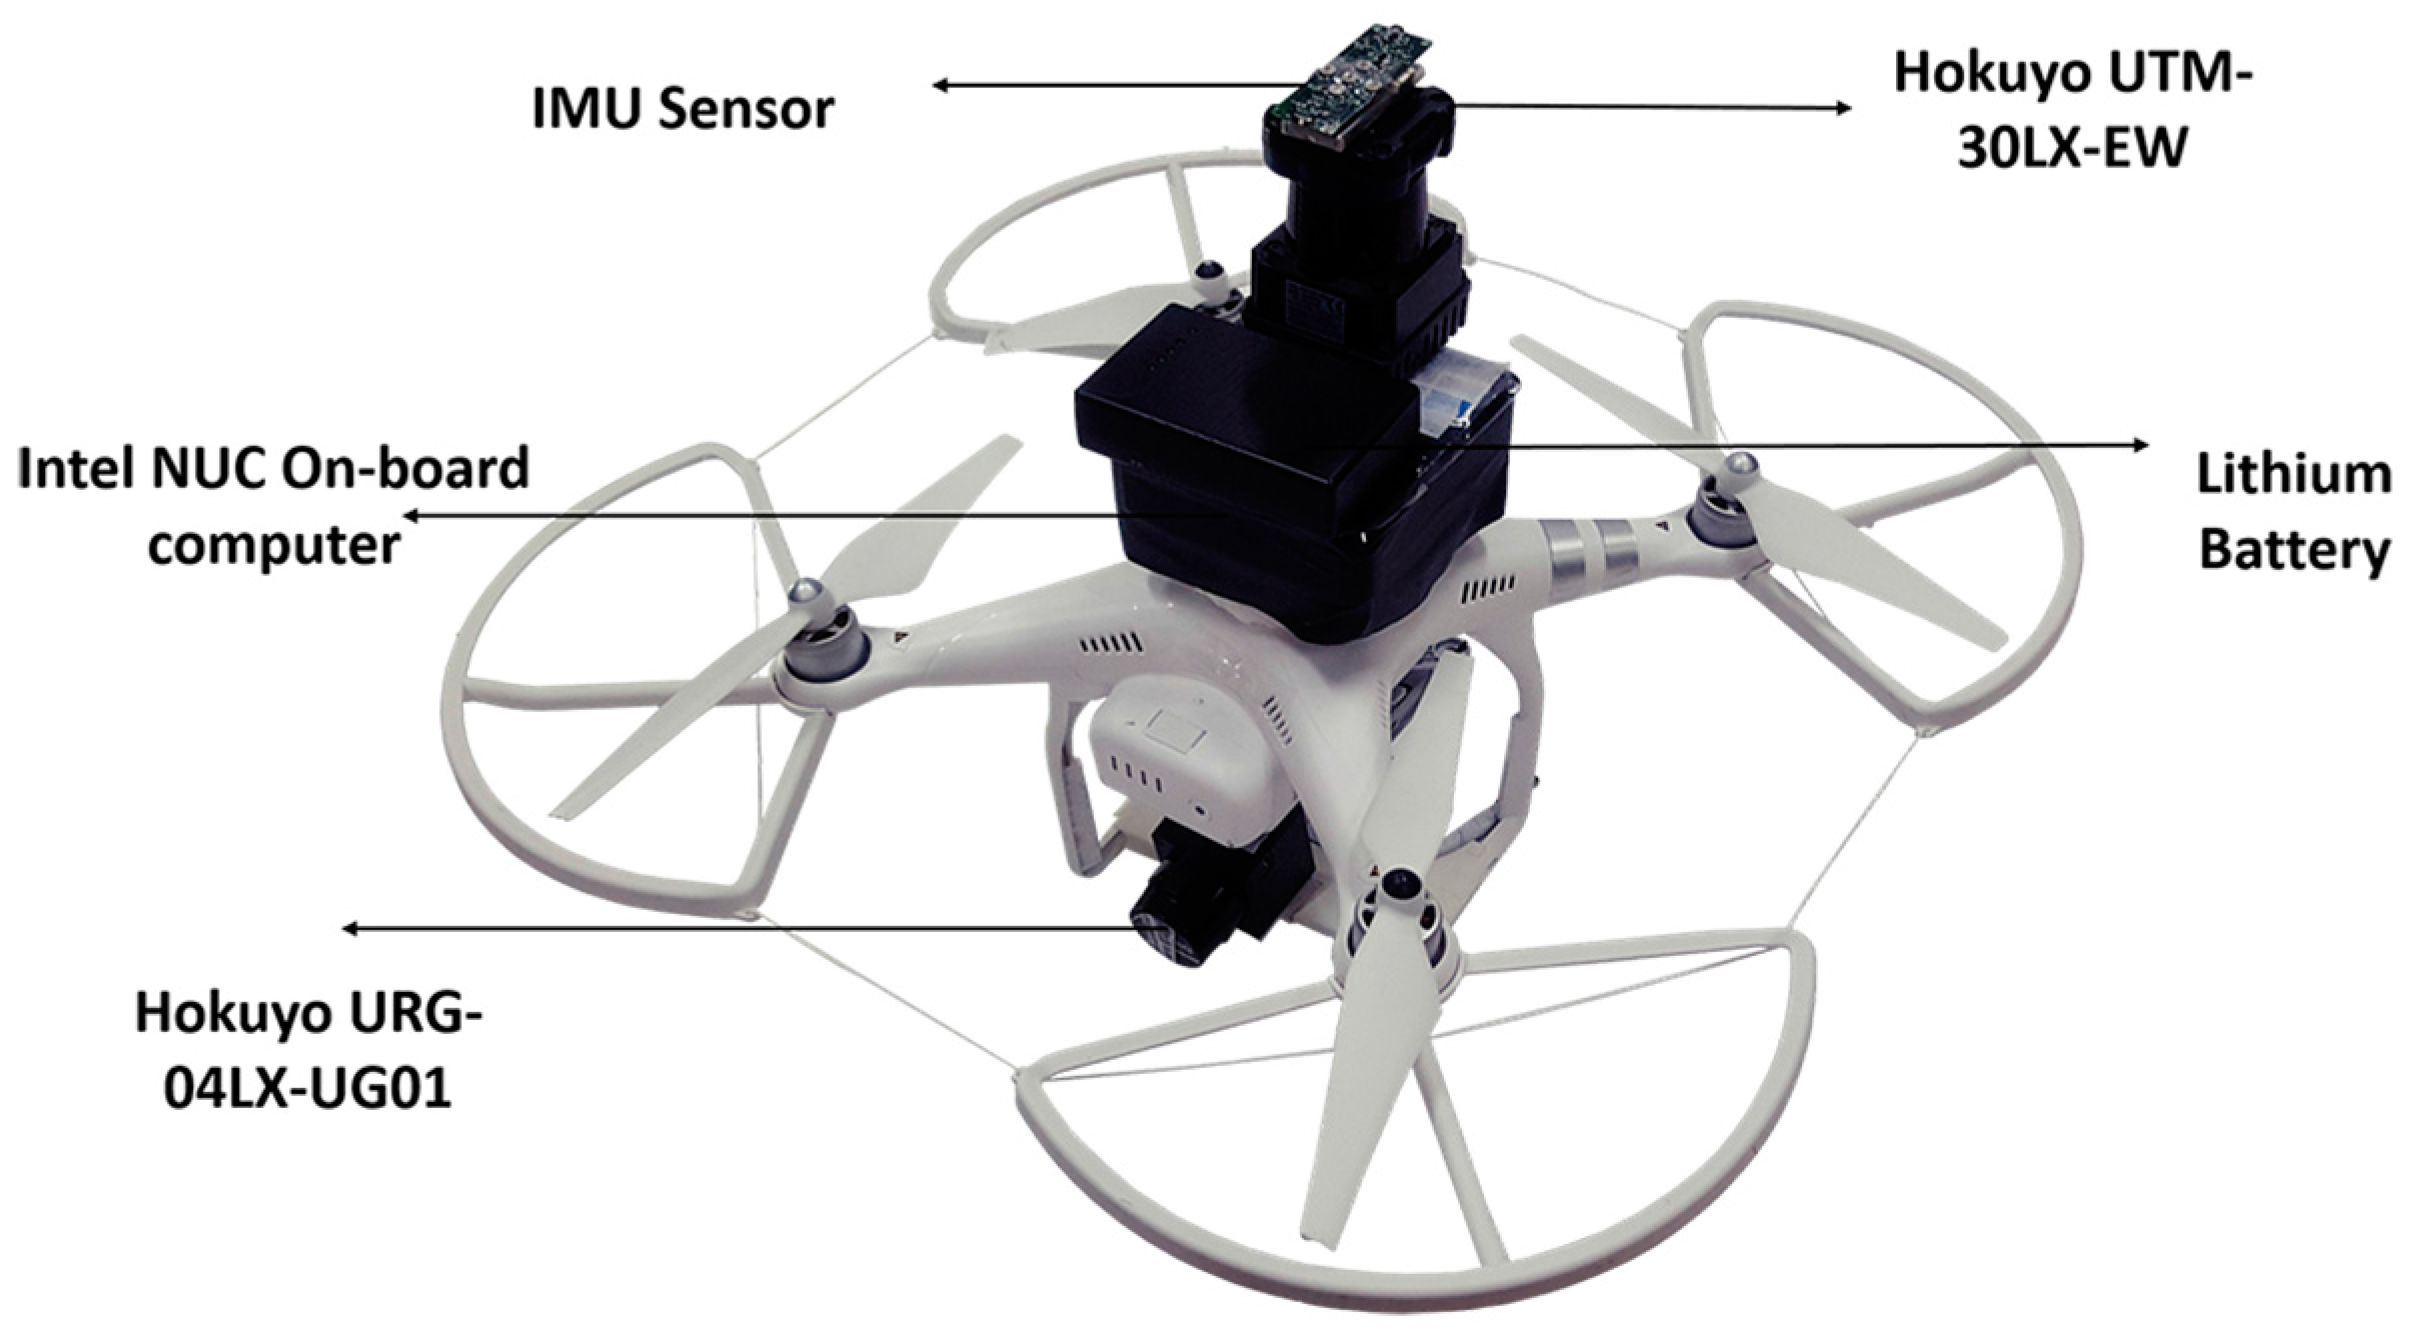 IMU Sensor
Hokuyo UTM-
30LX-EW
Intel NUC On-board
computer
Lithium
Battery
Hokuyo URG-
04LX-UG01